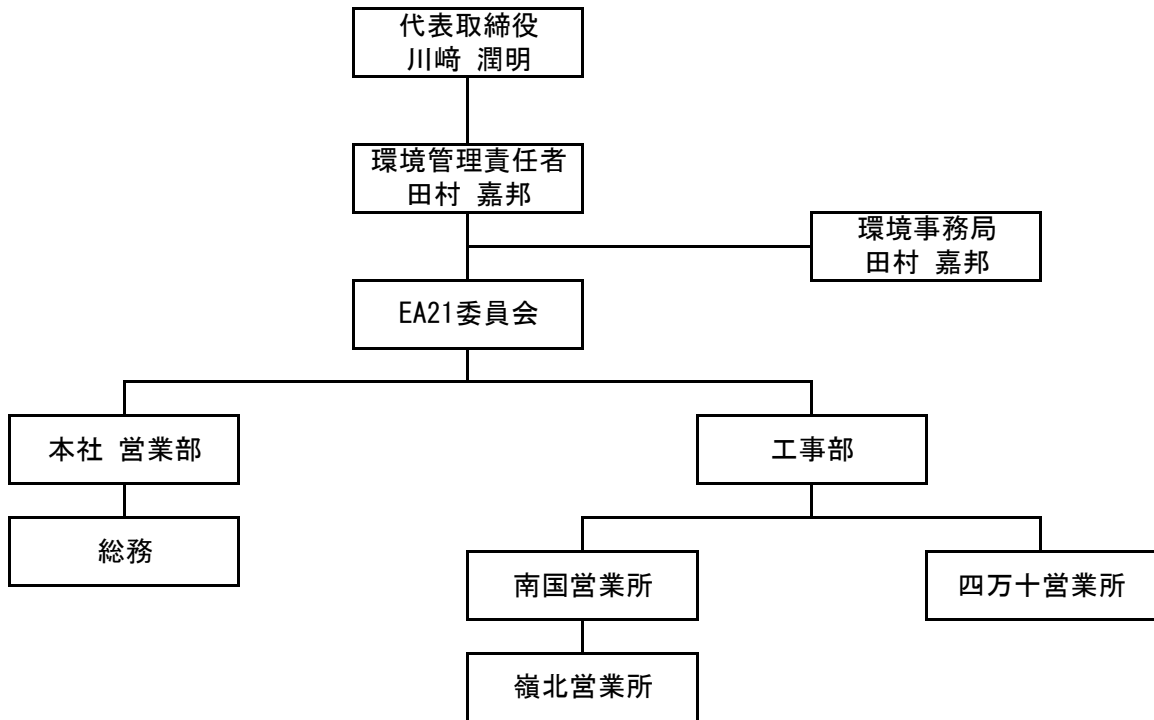 代表取締役
川﨑 潤明
環境管理責任者
田村 嘉邦
環境事務局
田村 嘉邦
EA21委員会
本社 営業部
工事部
総務
南国営業所
四万十営業所
嶺北営業所